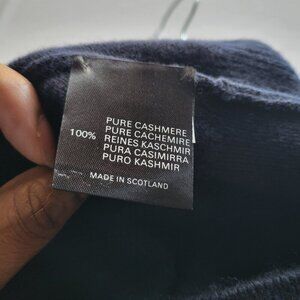 PURE CASHMERE
PURE CACHEMIRE
100% REINES KASCHMIR
PURA CASIMIRRA
PURO KASHMIR
MADE IN SCOTLAND